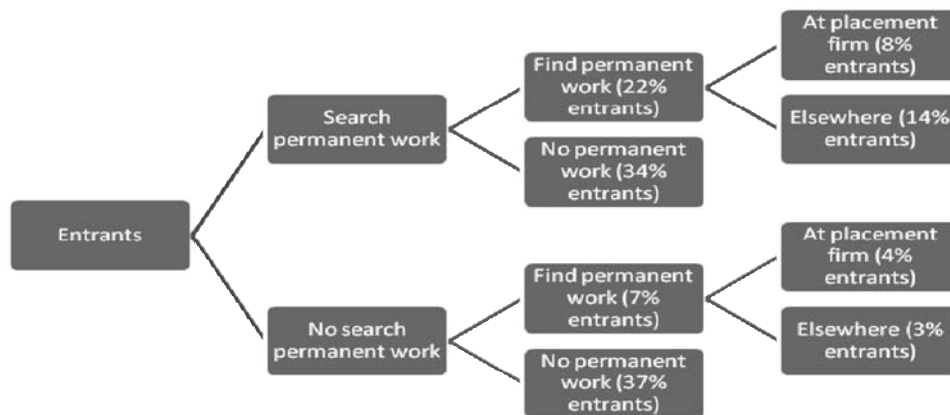 Entrants
Search
permanent work
Find permanent
work (22%
entrants)
At placement
firm (8%
entrants)
Elsewhere (14%
entrants)
No permanent
work (34%
entrants)
No search
permanent work
Find permanent
work (7%
entrants)
At placement
firm (4%
entrants)
Elsewhere (3%
entrants)
No permanent
work (37%
entrants)